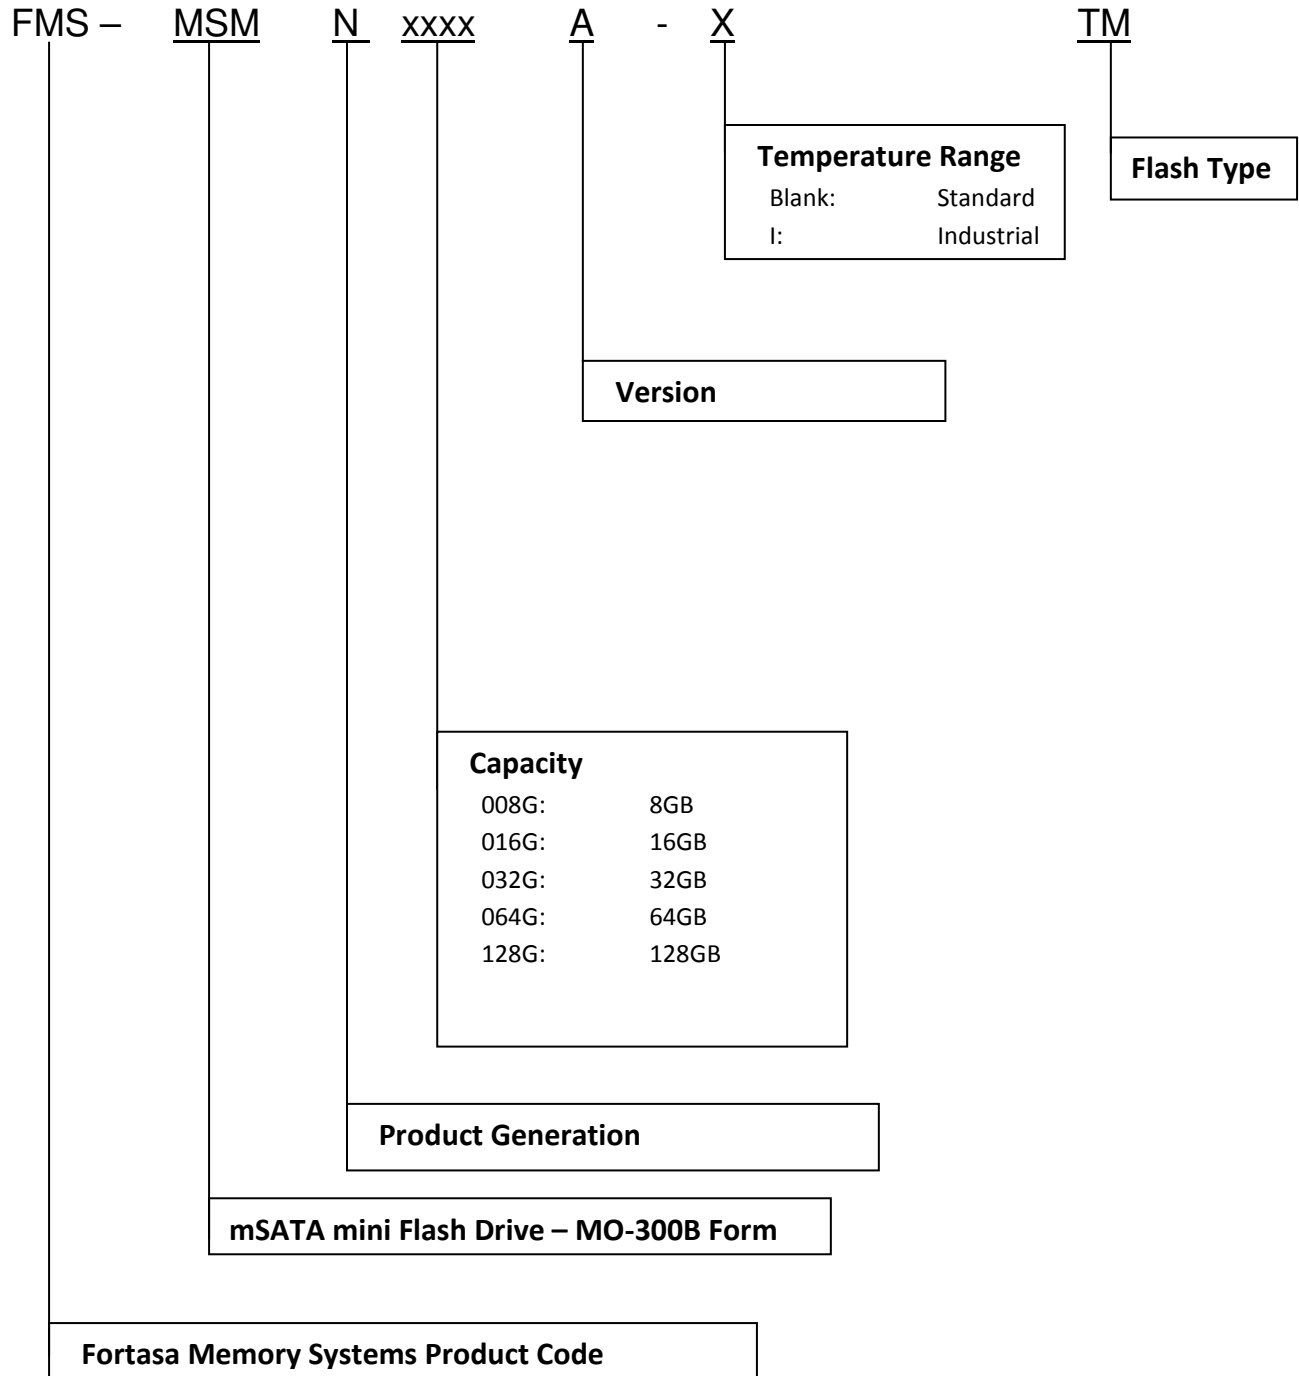 FMS – MSM N xxxx A - X TM
Temperature Range
Blank: Standard
I: Industrial
Flash Type
Version
Capacity
008G: 8GB
016G: 16GB
032G: 32GB
064G: 64GB
128G: 128GB
Product Generation
mSATA mini Flash Drive – MO-300B Form
Fortasa Memory Systems Product Code